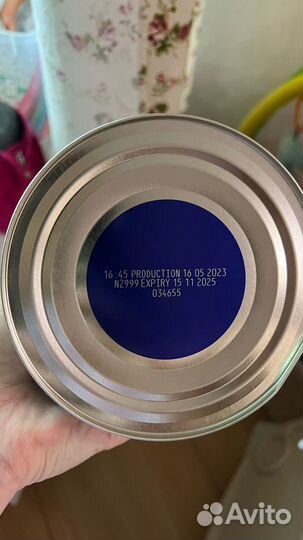 16:45 PRODUCTION 16 05 2023
NZ999 EXPIRY 15 11 2025
034655
Avito